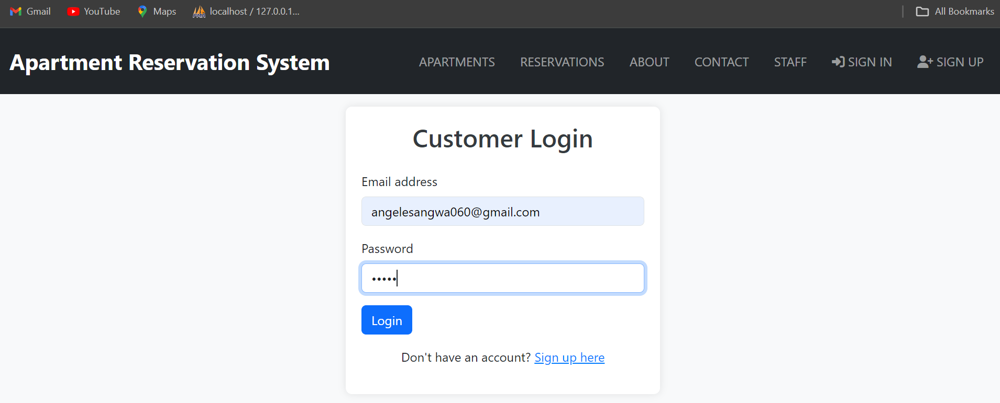 Gmail YouTube Maps PMA localhost / 127.0.0.1... All Bookmarks
Apartment Reservation System APARTMENTS RESERVATIONS ABOUT CONTACT STAFF SIGN IN SIGN UP
Customer Login
Email address
angelesangwa060@gmail.com
Password
•••••
Login
Don't have an account? Sign up here